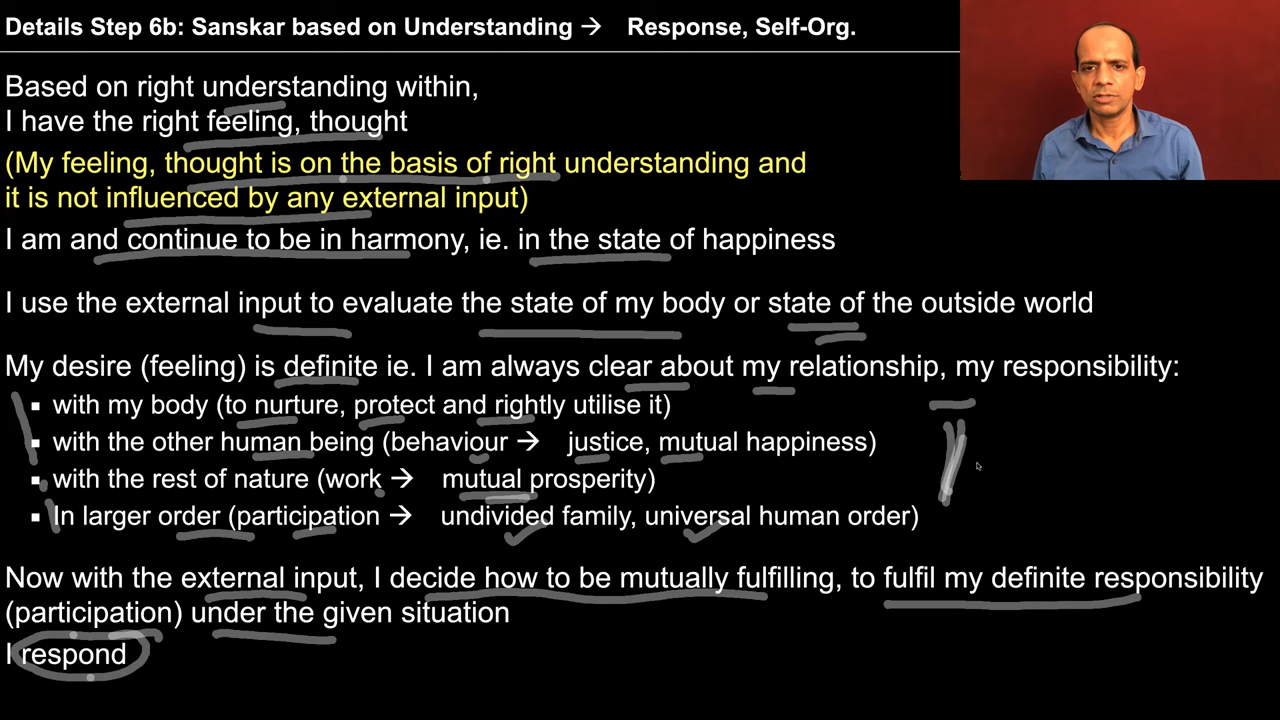 Details Step 6b: Sanskar based on Understanding → Response, Self-Org.
Based on right understanding within,
I have the right feeling, thought
(My feeling, thought is on the basis of right understanding and
it is not influenced by any external input)
I am and continue to be in harmony, ie. in the state of happiness
I use the external input to evaluate the state of my body or state of the outside world
My desire (feeling) is definite ie. I am always clear about my relationship, my responsibility:
▪ with my body (to nurture, protect and rightly utilise it)
▪ with the other human being (behaviour → justice, mutual happiness)
▪ with the rest of nature (work → mutual prosperity)
▪ In larger order (participation → undivided family, universal human order)
Now with the external input, I decide how to be mutually fulfilling, to fulfil my definite responsibility
(participation) under the given situation
I respond